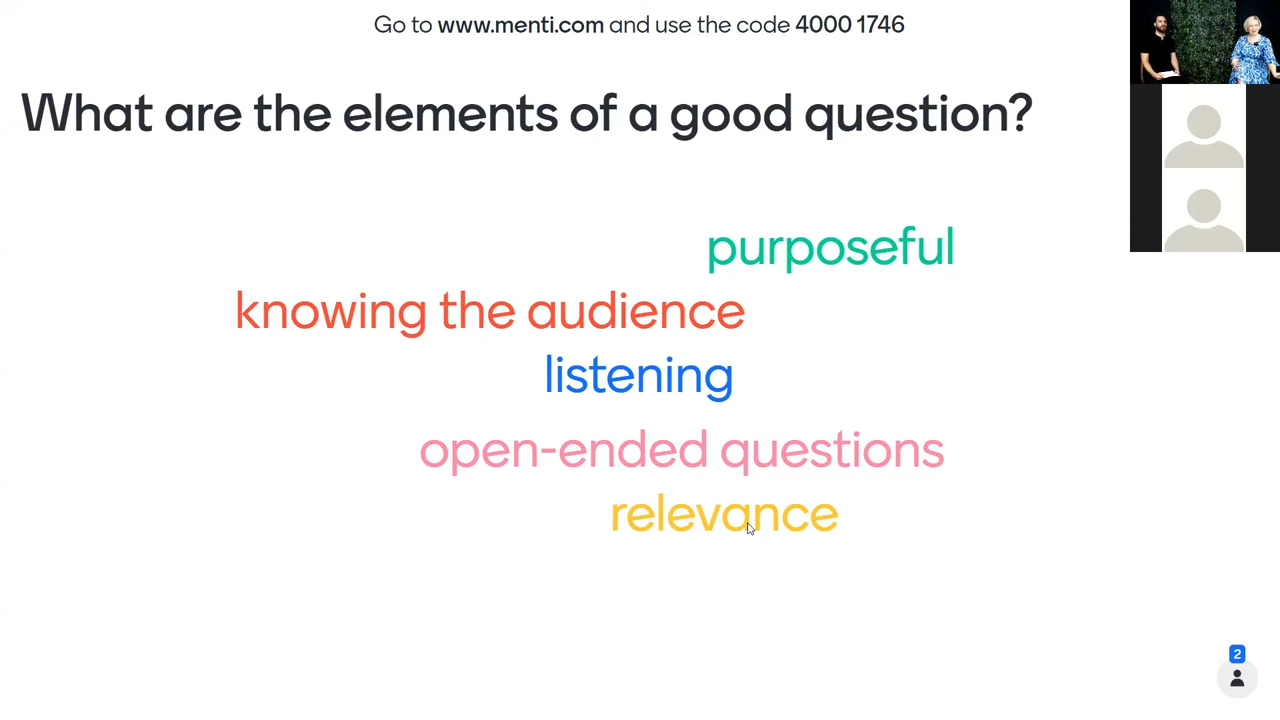 Go to www.menti.com and use the code 4000 1746
What are the elements of a good question?
purposeful
knowing the audience
listening
open-ended questions
relevance
2